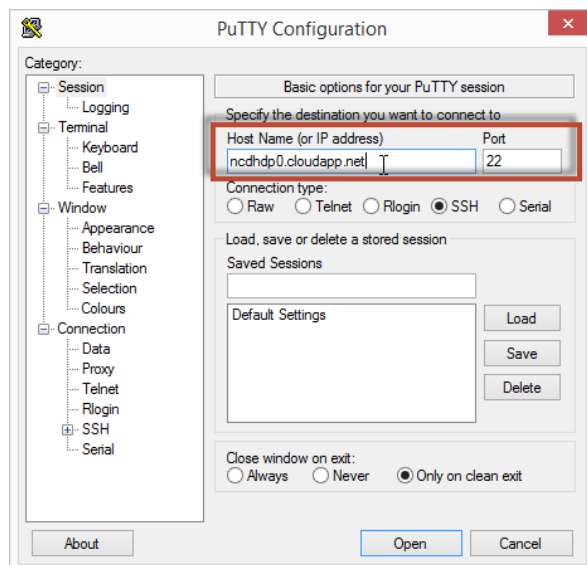 PuTTY Configuration
Category:
Session
Logging
Terminal
Keyboard
Bell
Features
Window
Appearance
Behaviour
Translation
Selection
Colours
Connection
Data
Proxy
Telnet
Rlogin
SSH
Serial
Basic options for your PuTTY session
Specify the destination you want to connect to
Host Name (or IP address) Port
ncdhdp0.cloudapp.net 22
Connection type:
Raw Telnet Rlogin SSH Serial
Load, save or delete a stored session
Saved Sessions
Default Settings
Load
Save
Delete
Close window on exit:
Always Never Only on clean exit
About Open Cancel